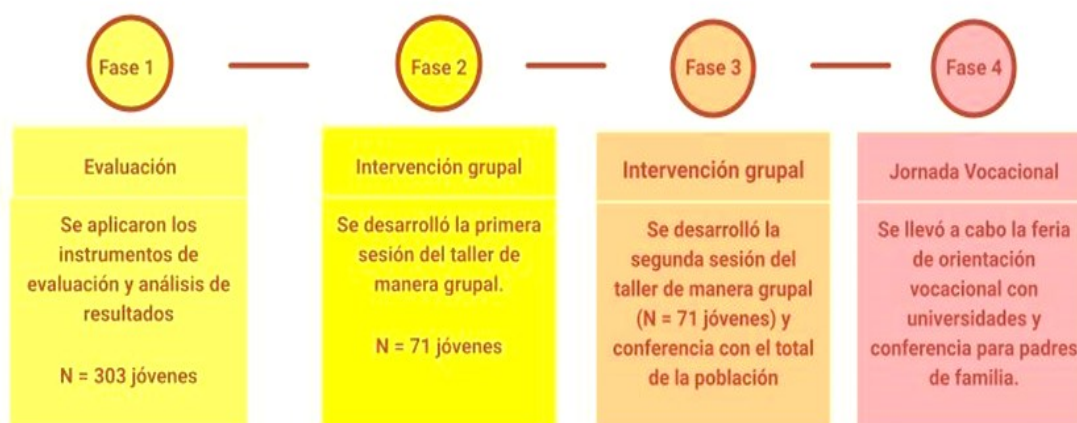 Fase 1
Fase 2
Fase 3
Fase 4
Evaluación
Se aplicaron los
instrumentos de
evaluación y análisis de
resultados
N = 303 jóvenes
Intervención grupal
Se desarrolló la primera
sesión del taller de
manera grupal.
N = 71 jóvenes
Intervención grupal
Se desarrolló la
segunda sesión del
taller de manera grupal
(N = 71 jóvenes) y
conferencia con el total
de la población
Jornada Vocacional
Se llevó a cabo la feria
de orientación
vocacional con
universidades y
conferencia para padres
de familia.